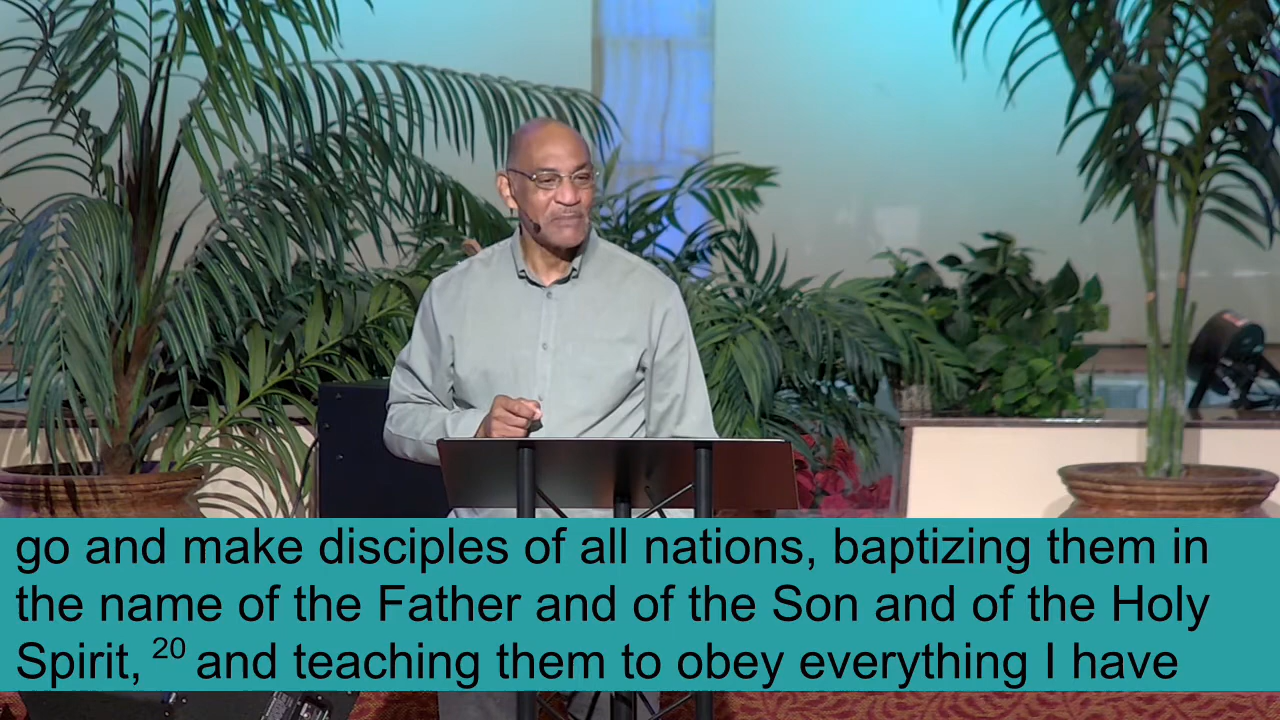 go and make disciples of all nations, baptizing them in
the name of the Father and of the Son and of the Holy
Spirit, 20 and teaching them to obey everything I have